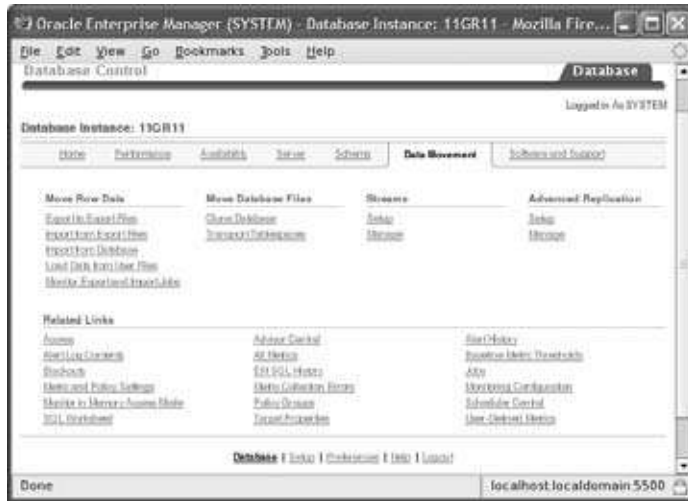 Oracle Enterprise Manager (SYSTEM) - Database Instance: 11GR11 - Mozilla Fire...
File Edit View Go Bookmarks Tools Help
Database Control
Database
Logged in As SYSTEM
Database Instance: 11GR11
Home Performance Availability Server Schema Data Movement Software and Support
Move Row Data
Export to Export Files
Import from Export Files
Import from Database
Load Data from User Files
Monitor Export and Import Jobs
Move Database Files
Clone Database
Transport Tablespaces
Streams
Setup
Manage
Advanced Replication
Setup
Manage
Related Links
Access
Alert Log Contents
Blackouts
Metric and Policy Settings
Monitor in Memory Access Mode
SQL Worksheet
Advisor Central
All Metrics
EM SQL History
Metric Collection Errors
Policy Groups
Target Properties
Alert History
Baseline Metric Thresholds
Jobs
Monitoring Configuration
Scheduler Central
User-Defined Metrics
Database | Setup | Preferences | Help | Logout
Done
localhost.localdomain:5500